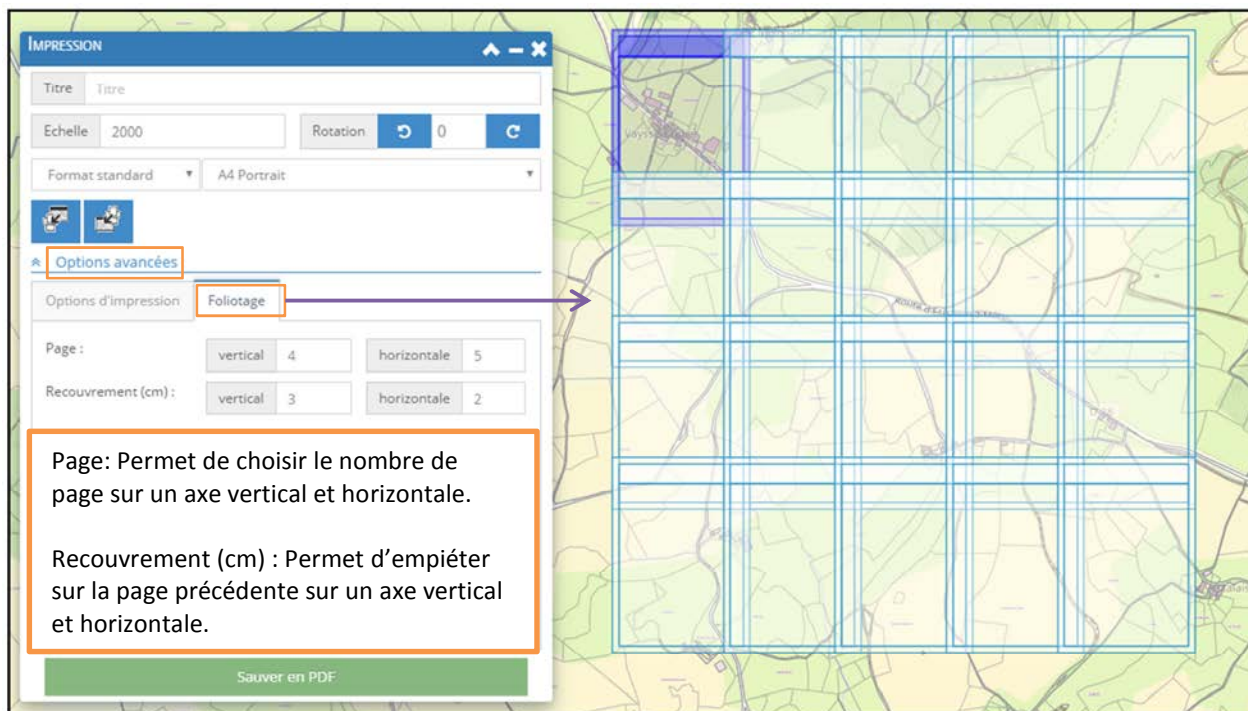 IMPRESSION
Titre Titre
Echelle 2000 Rotation 0
Format standard A4 Portrait
Options avancées
Options d'impression Foliotage
Page : vertical 4 horizontale 5
Recouvrement (cm) : vertical 3 horizontale 2
Page: Permet de choisir le nombre de
page sur un axe vertical et horizontale.
Recouvrement (cm) : Permet d’empiéter
sur la page précédente sur un axe vertical
et horizontale.
Sauver en PDF